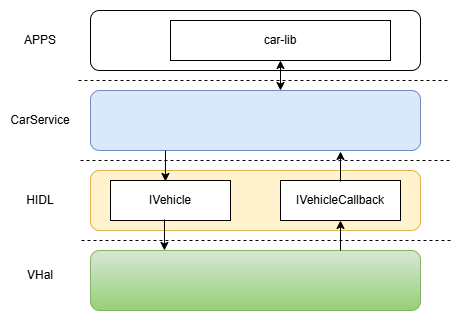 APPS
car-lib
CarService
HIDL
IVehicle
IVehicleCallback
VHal